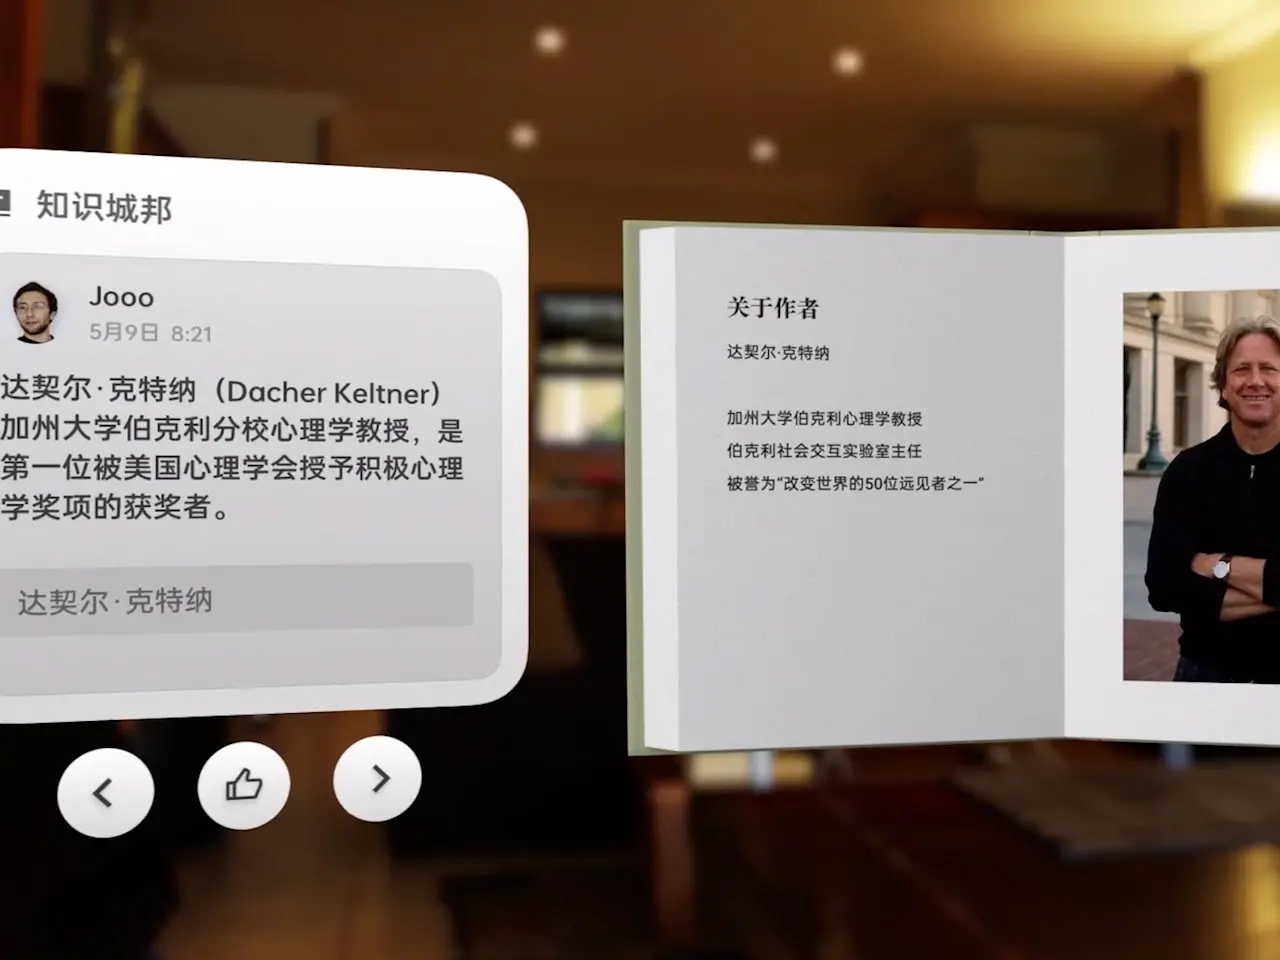 知识城邦
Jooo
5月9日 8:21
达契尔·克特纳（Dacher Keltner）
加州大学伯克利分校心理学教授，是
第一位被美国心理学会授予积极心理
学奖项的获奖者。
达契尔·克特纳
关于作者
达契尔·克特纳
加州大学伯克利心理学教授
伯克利社会交互实验室主任
被誉为“改变世界的50位远见者之一”